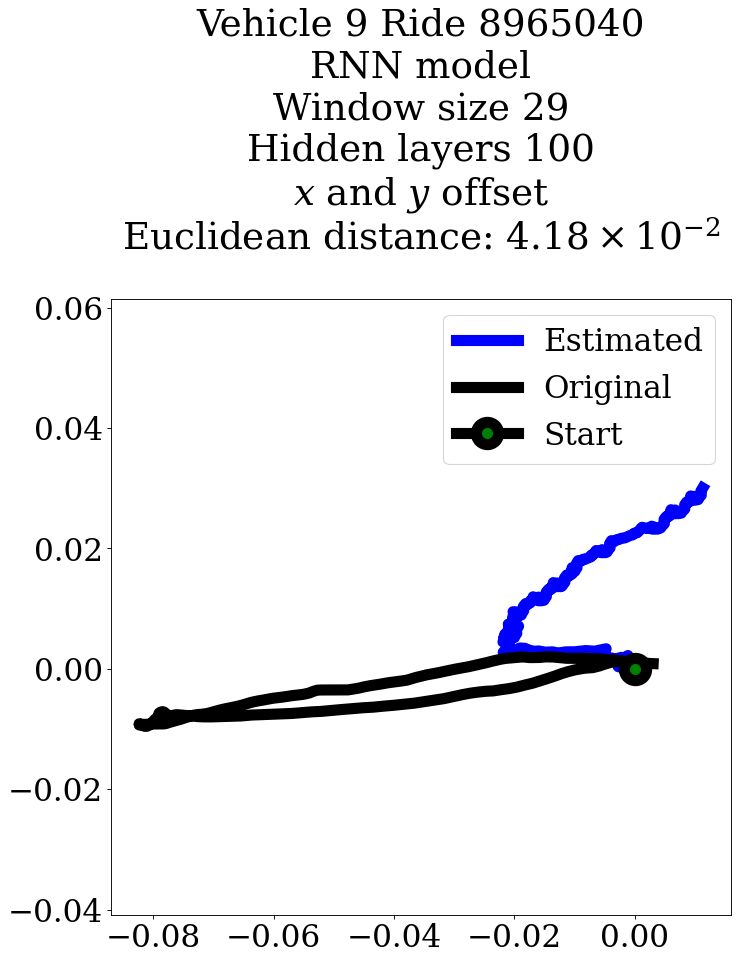 Vehicle 9 Ride 8965040
RNN model
Window size 29
Hidden layers 100
x and y offset
Euclidean distance: 4.18 × 10⁻²
0.06
0.04
0.02
0.00
−0.02
−0.04
Estimated
Original
Start
−0.08 −0.06 −0.04 −0.02 0.00